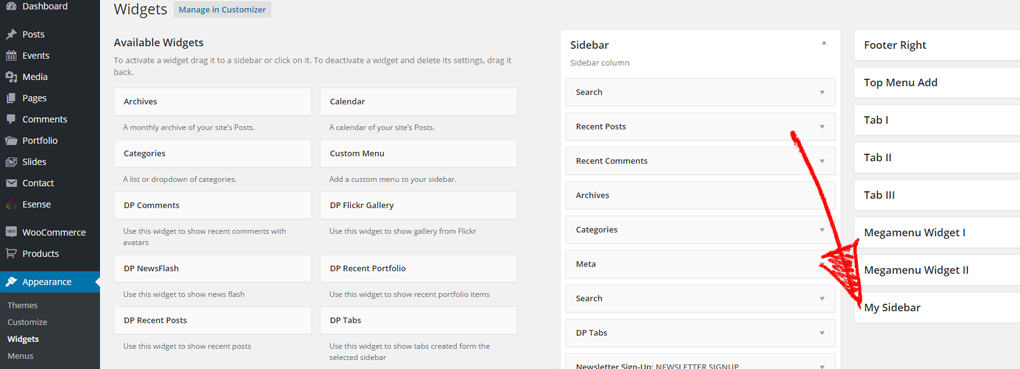 Dashboard
Posts
Events
Media
Pages
Comments
Portfolio
Slides
Contact
Esense
WooCommerce
Products
Appearance
Themes
Customize
Widgets
Menus
Widgets
Manage in Customizer
Available Widgets
To activate a widget drag it to a sidebar or click on it. To deactivate a widget and delete its settings, drag it
back.
Archives
A monthly archive of your site's Posts.
Calendar
A calendar of your site's Posts.
Categories
A list or dropdown of categories.
Custom Menu
Add a custom menu to your sidebar.
DP Comments
Use this widget to show recent comments with
avatars
DP Flickr Gallery
Use this widget to show gallery from Flickr
DP NewsFlash
Use this widget to show news flash
DP Recent Portfolio
Use this widget to show recent portfolio items
DP Recent Posts
Use this widget to show recent posts
DP Tabs
Use this widget to show tabs created form the
selected sidebar
Sidebar
Sidebar column
Search
Recent Posts
Recent Comments
Archives
Categories
Meta
Search
DP Tabs
Newsletter Sign-Up: NEWSLETTER SIGNUP
Footer Right
Top Menu Add
Tab I
Tab II
Tab III
Megamenu Widget I
Megamenu Widget II
My Sidebar